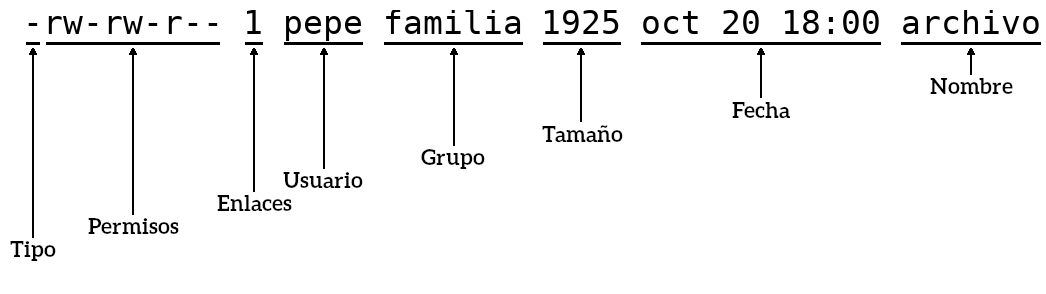 -rw-rw-r-- 1 pepe familia 1925 oct 20 18:00 archivo
Nombre
Fecha
Tamaño
Grupo
Usuario
Enlaces
Permisos
Tipo